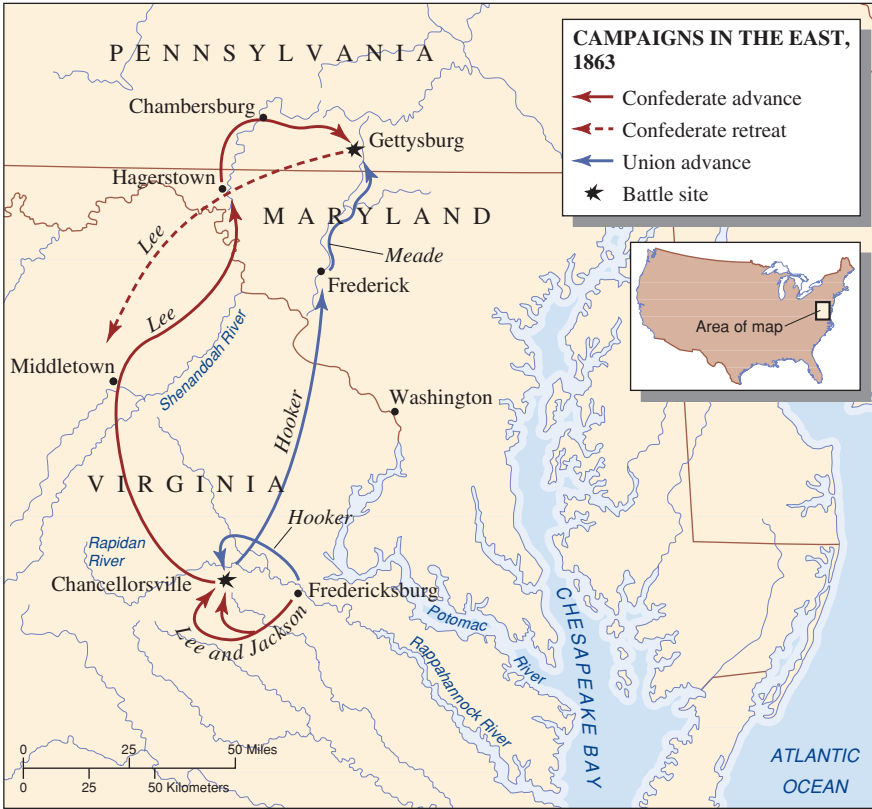 PENNSYLVANIA
CAMPAIGNS IN THE EAST,
1863
Confederate advance
Confederate retreat
Union advance
Battle site
Chambersburg
Gettysburg
Hagerstown
MARYLAND
Lee
Meade
Frederick
Lee
Area of map
Middletown
Shenandoah River
Washington
Hooker
VIRGINIA
Hooker
Rapidan
River
Chancellorsville
Fredericksburg
Lee and Jackson
Potomac
River
Rappahannock River
CHESAPEAKE BAY
0 25 50 Miles
0 25 50 Kilometers
ATLANTIC
OCEAN